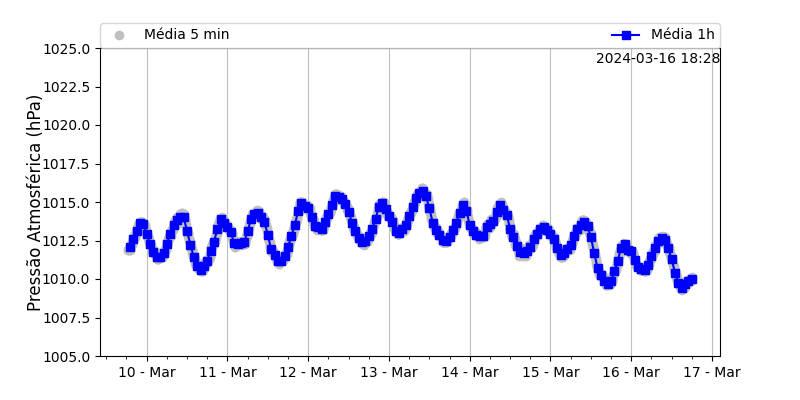 Média 5 min
Média 1h
2024-03-16 18:28
Pressão Atmosférica (hPa)
1025.0
1022.5
1020.0
1017.5
1015.0
1012.5
1010.0
1007.5
1005.0
10 - Mar
11 - Mar
12 - Mar
13 - Mar
14 - Mar
15 - Mar
16 - Mar
17 - Mar